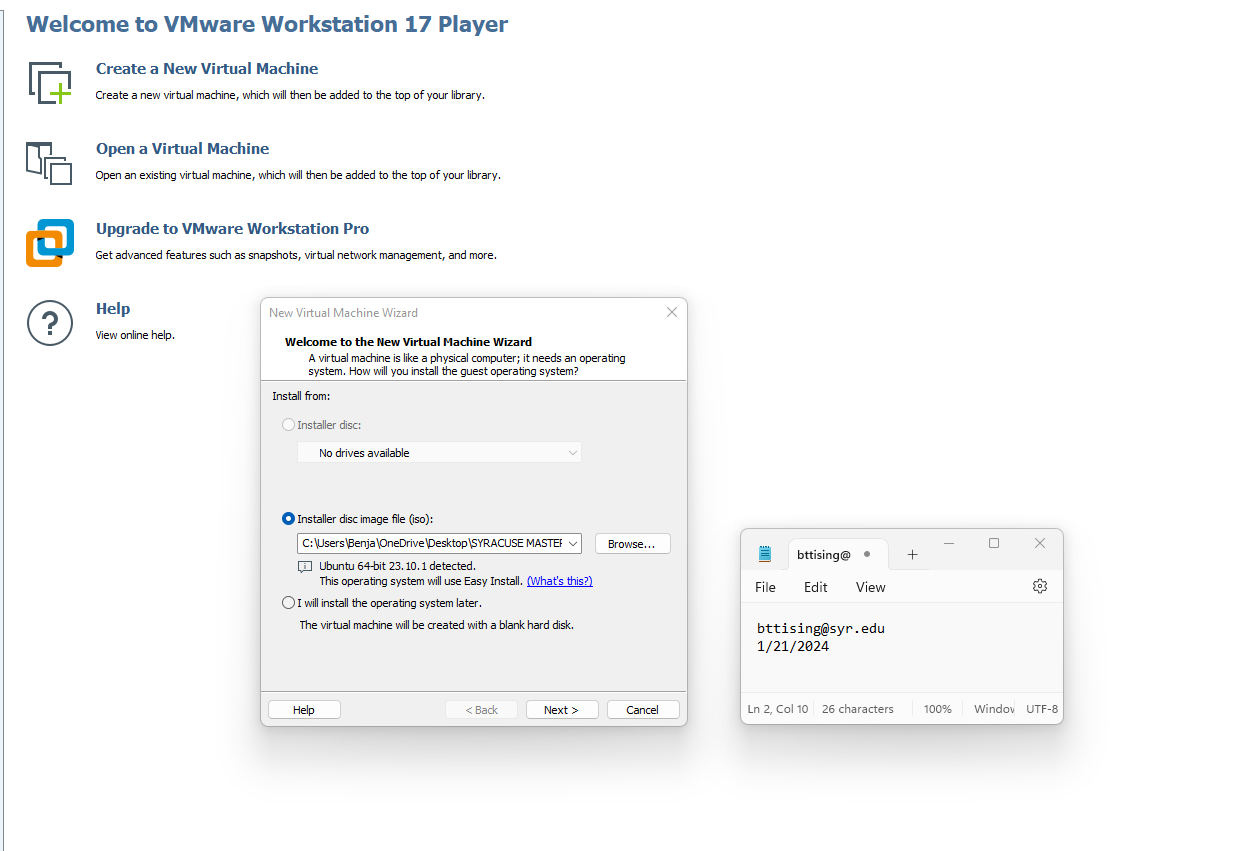 Welcome to VMware Workstation 17 Player
Create a New Virtual Machine
Create a new virtual machine, which will then be added to the top of your library.
Open a Virtual Machine
Open an existing virtual machine, which will then be added to the top of your library.
Upgrade to VMware Workstation Pro
Get advanced features such as snapshots, virtual network management, and more.
?
Help
View online help.
New Virtual Machine Wizard
Welcome to the New Virtual Machine Wizard
A virtual machine is like a physical computer; it needs an operating
system. How will you install the guest operating system?
Install from:
Installer disc:
No drives available
Installer disc image file (iso):
C:\Users\Benja\OneDrive\Desktop\SYRACUSE MASTER
Browse...
Ubuntu 64-bit 23.10.1 detected.
This operating system will use Easy Install. (What's this?)
I will install the operating system later.
The virtual machine will be created with a blank hard disk.
Help
< Back
Next >
Cancel
bttising@
File Edit View
bttising@syr.edu
1/21/2024
Ln 2, Col 10 26 characters 100% Window UTF-8